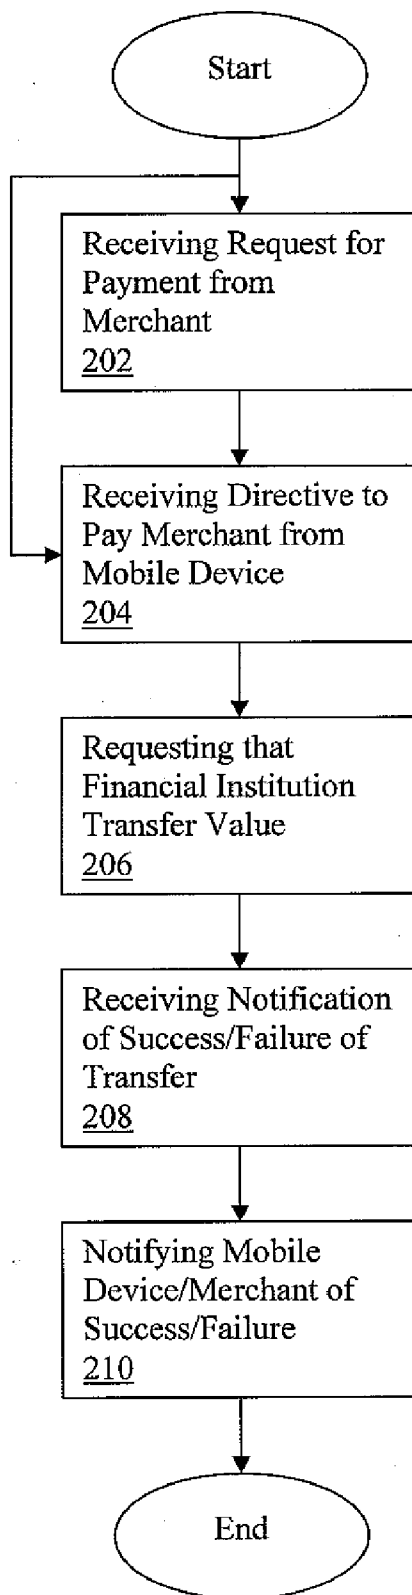 Start
Receiving Request for
Payment from
Merchant
202
Receiving Directive to
Pay Merchant from
Mobile Device
204
Requesting that
Financial Institution
Transfer Value
206
Receiving Notification
of Success/Failure of
Transfer
208
Notifying Mobile
Device/Merchant of
Success/Failure
210
End